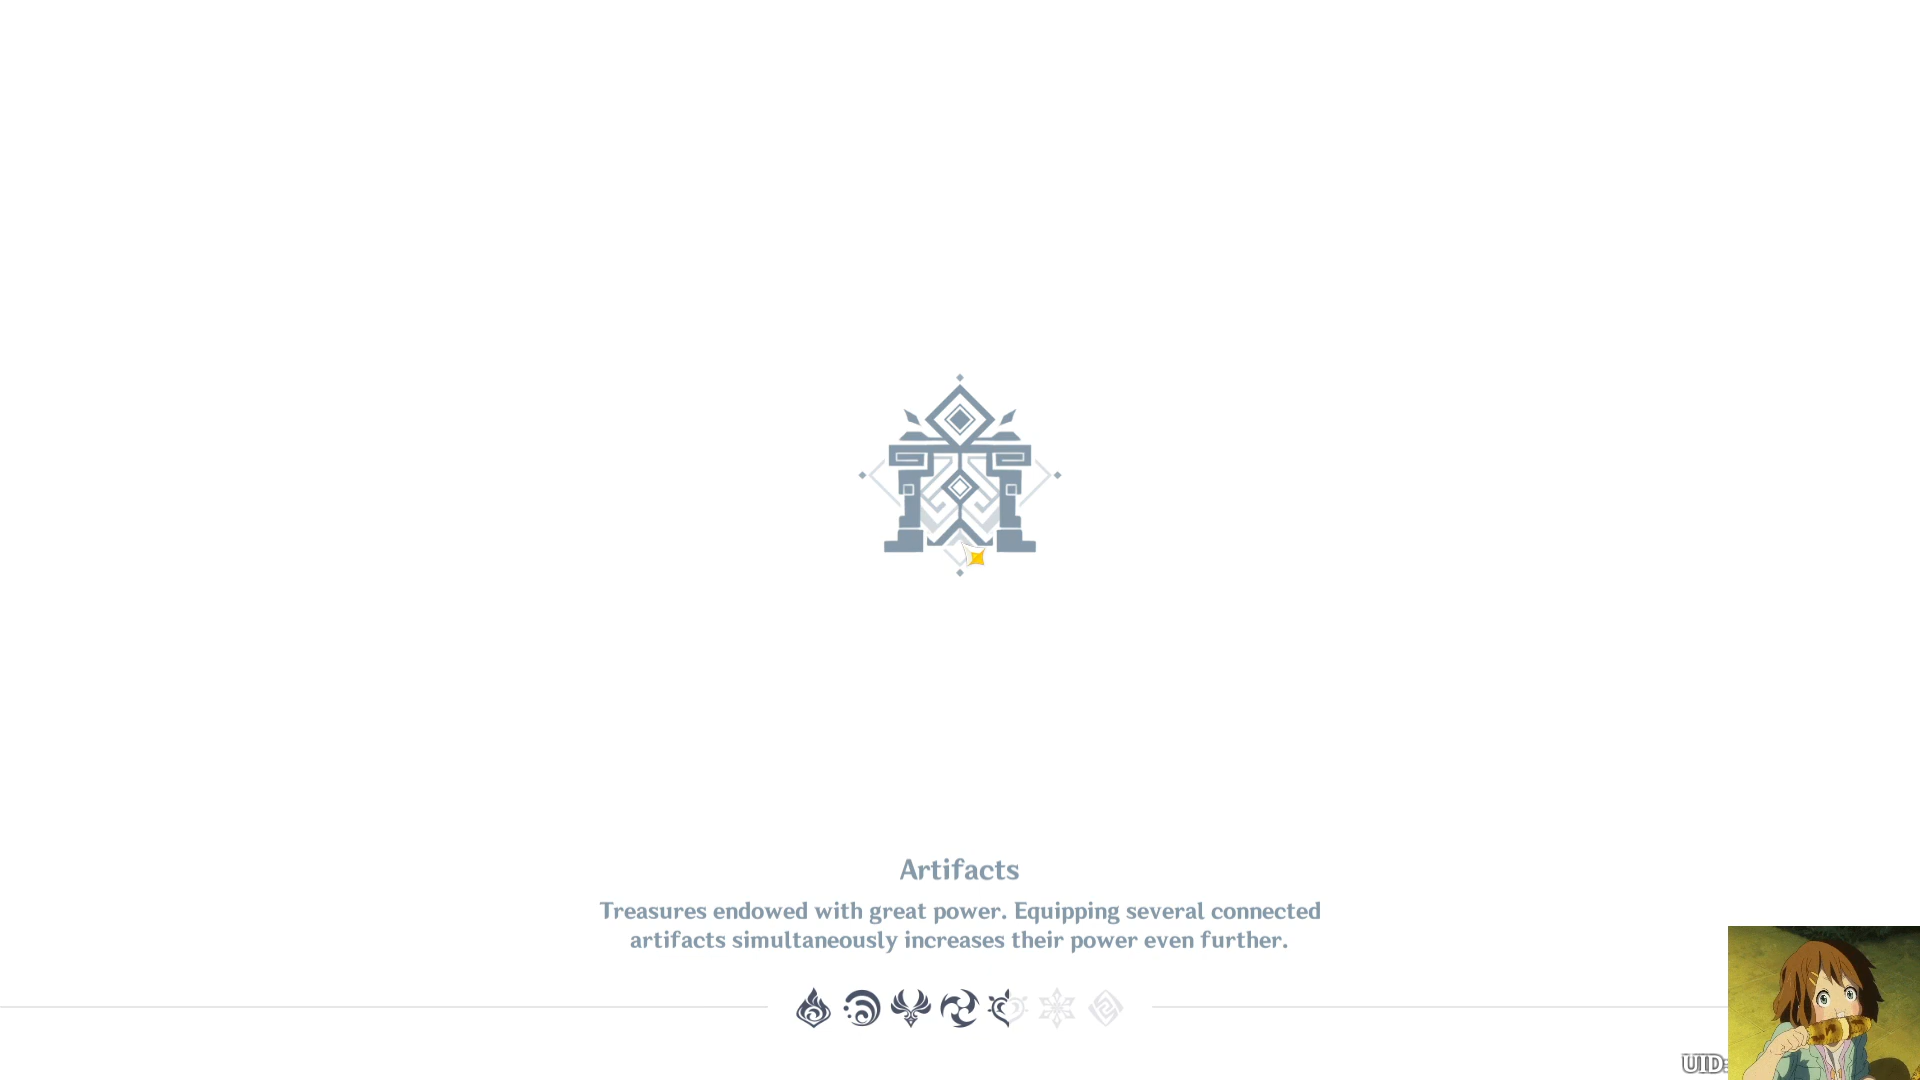 Artifacts
Treasures endowed with great power. Equipping several connected
artifacts simultaneously increases their power even further.
UID: